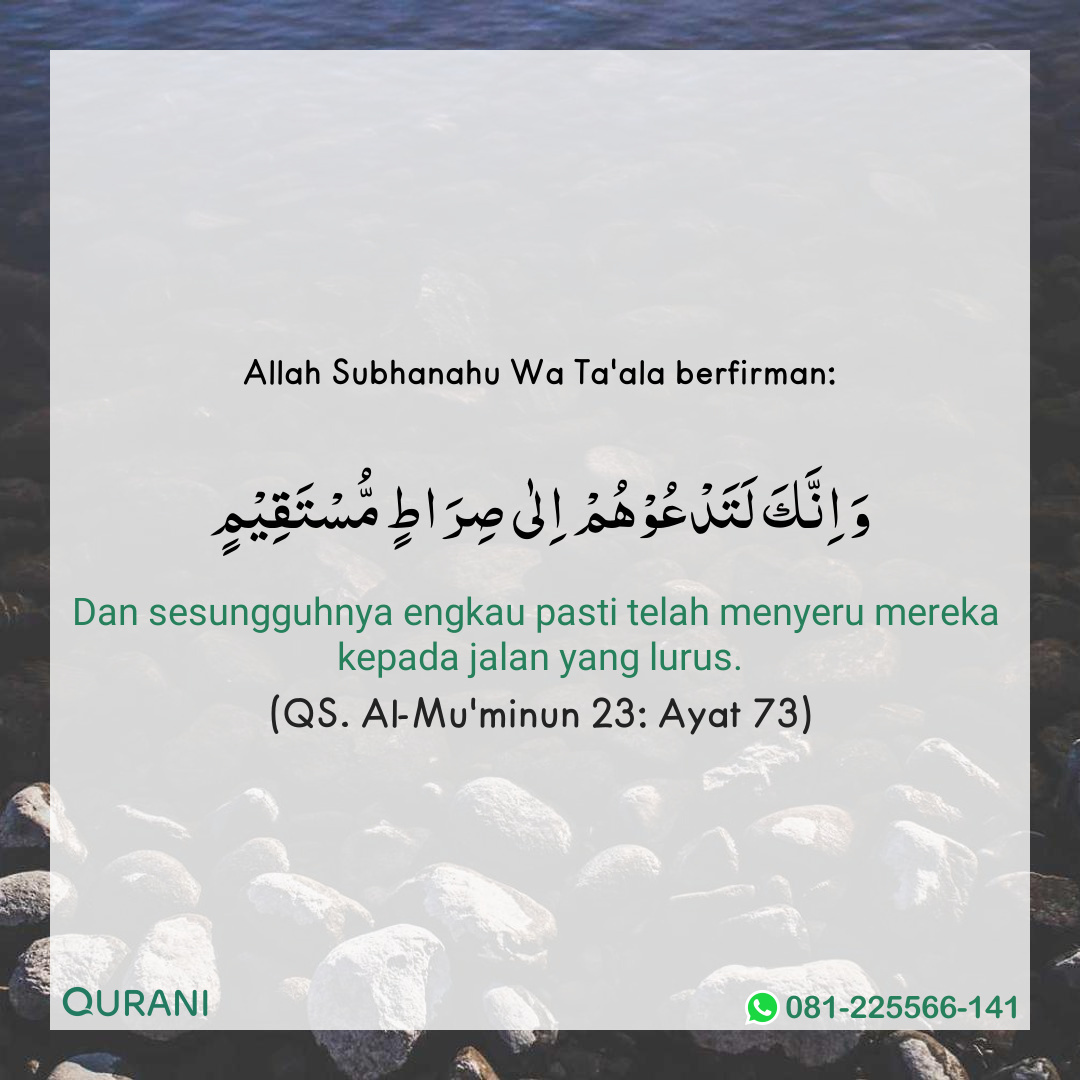 Allah Subhanahu Wa Ta'ala berfirman:
وَاِنَّكَ لَتَدْعُوْهُمْ اِلٰى صِرَاطٍ مُّسْتَقِيْمٍ
Dan sesungguhnya engkau pasti telah menyeru mereka
kepada jalan yang lurus.
(QS. Al-Mu'minun 23: Ayat 73)
QURANI
081-225566-141